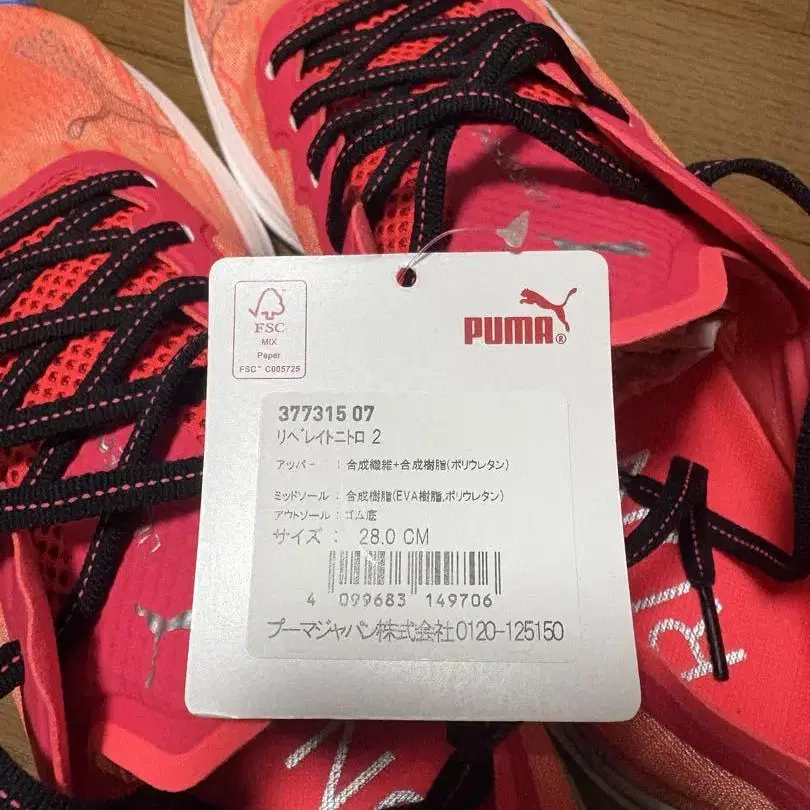 FSC
MIX
Paper
FSC™ C005725
PUMA®
377315 07
リベレイトニトロ 2
アッパー : 合成繊維+合成樹脂(ポリウレタン)
ミッドソール : 合成樹脂(EVA樹脂,ポリウレタン)
アウトソール : ゴム底
サイズ : 28.0 CM
4 099683 149706
プーマジャパン株式会社0120-125150